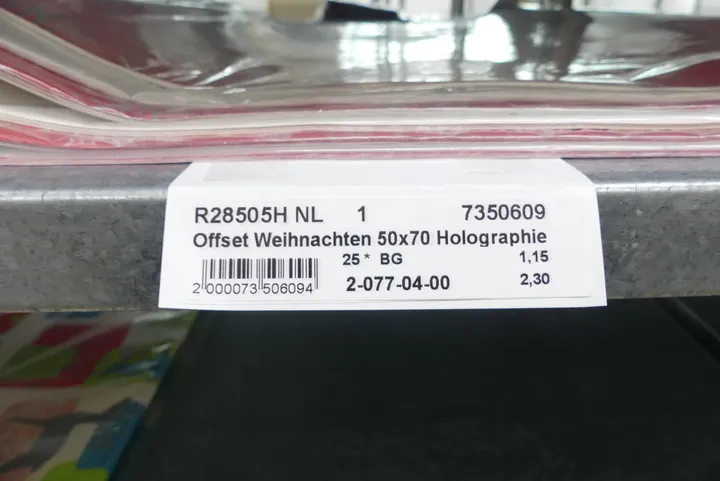 R28505H NL 1 7350609
Offset Weihnachten 50x70 Holographie
25 * BG 1,15
2 000073 506094 2-077-04-00 2,30